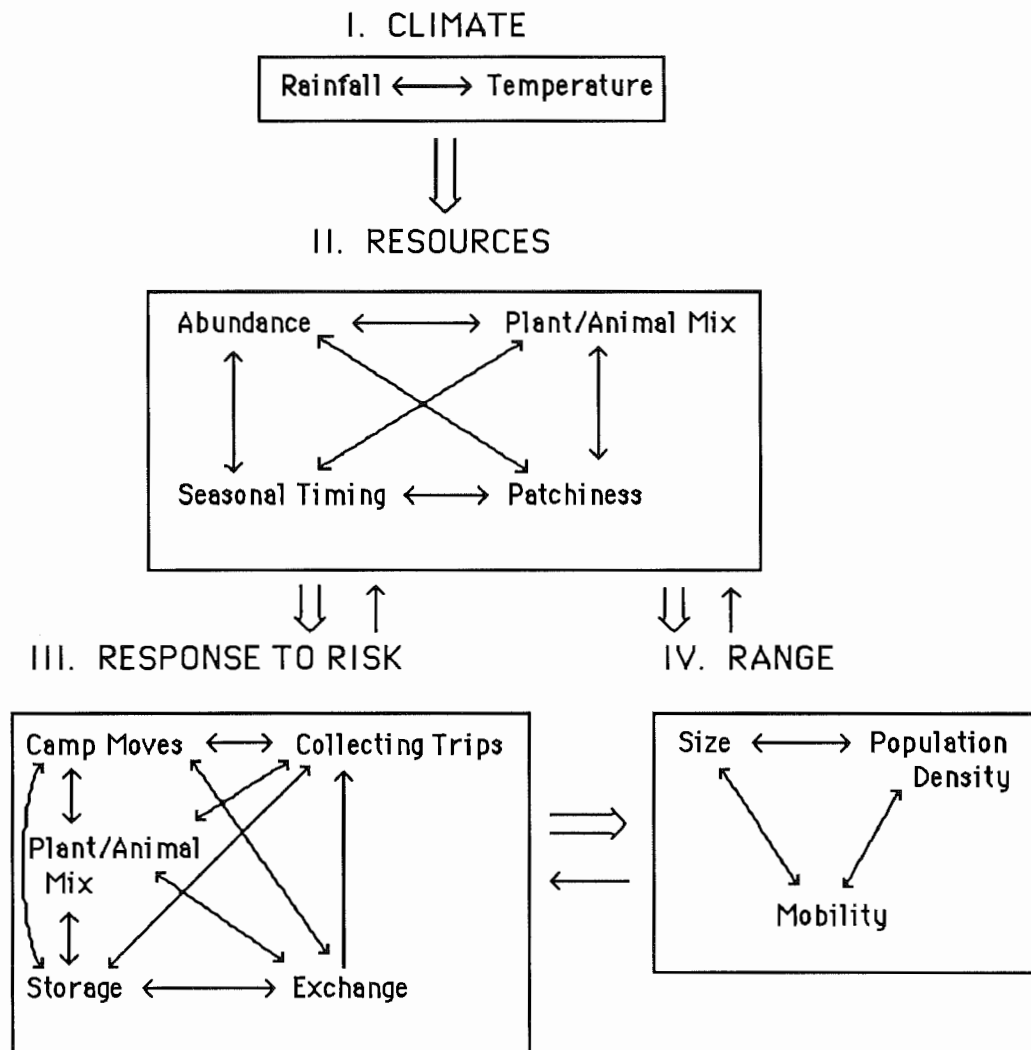 I. CLIMATE
Rainfall Temperature
II. RESOURCES
Abundance Plant/Animal Mix
Seasonal Timing Patchiness
III. RESPONSE TO RISK
Camp Moves Collecting Trips
Plant/Animal
Mix
Storage Exchange
IV. RANGE
Size Population
Density
Mobility